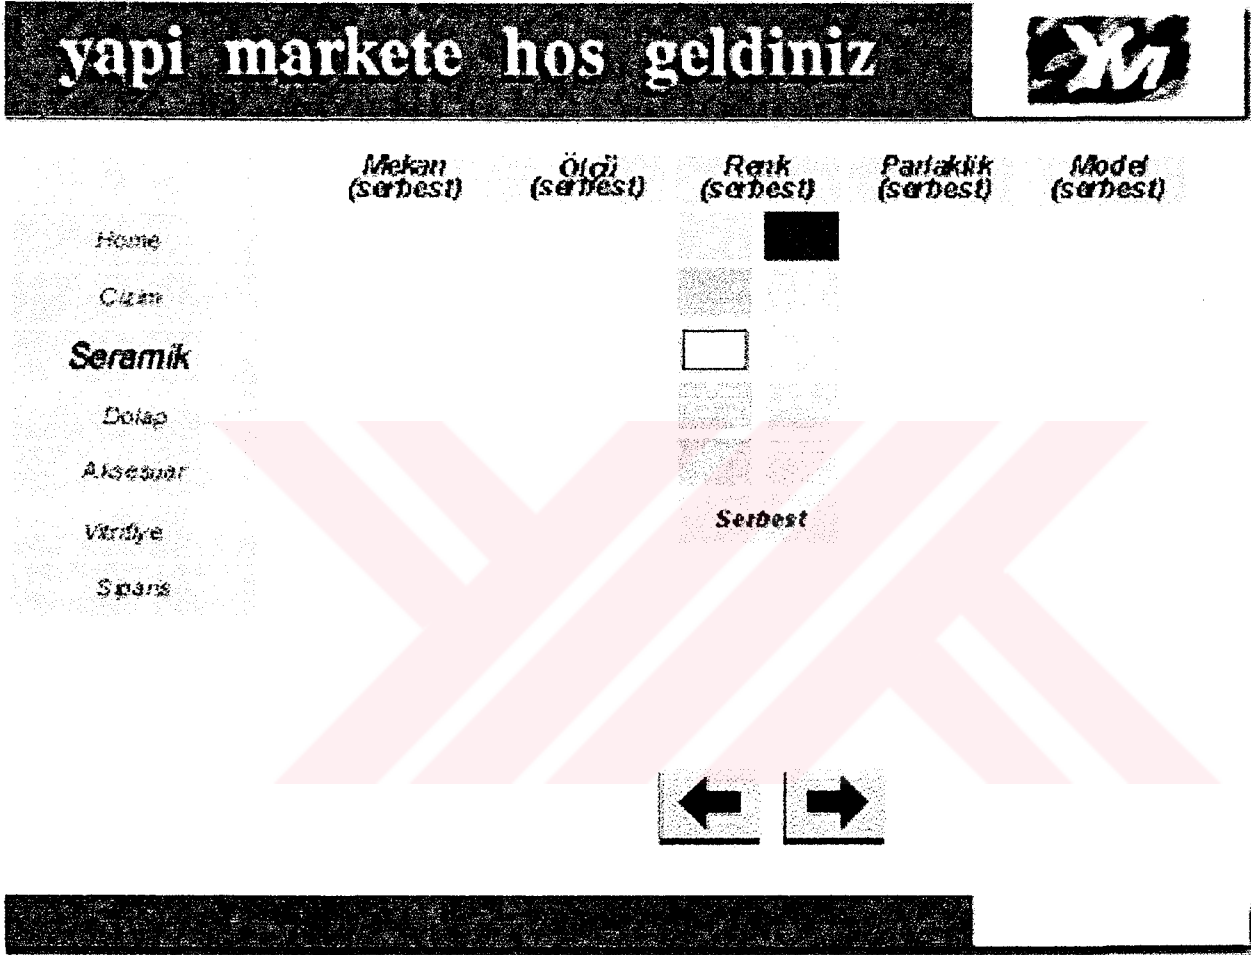 yapi markete hos geldiniz
YM
Mekan
(serbest)
Ölçü
(serbest)
Renk
(serbest)
Parlaklik
(serbest)
Model
(serbest)
Home
Cizim
Seramik
Dolap
Aksesuar
Vitrifiye
Siparis
Serbest